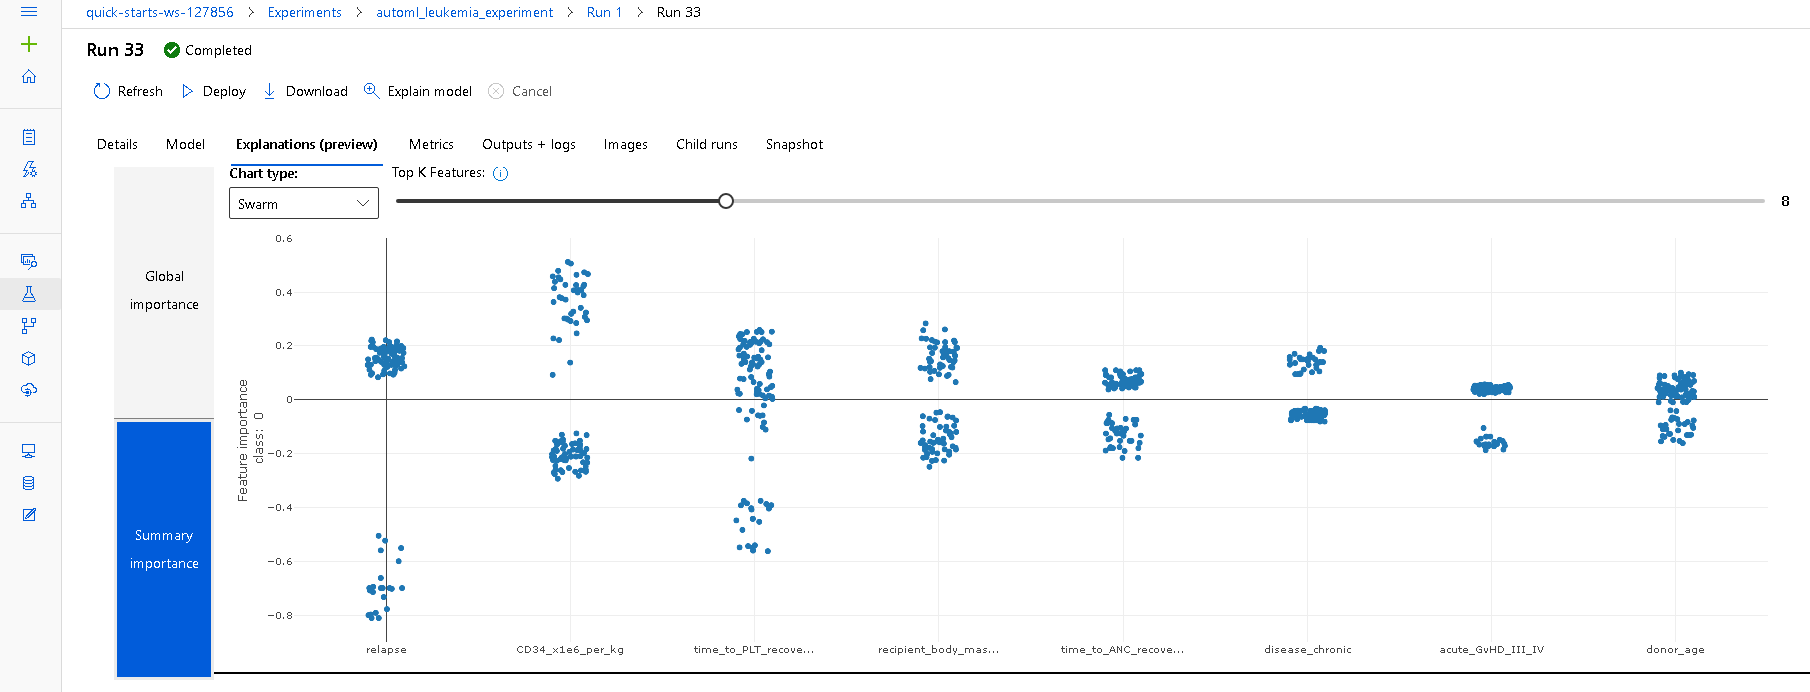 quick-starts-ws-127856 > Experiments > automl_leukemia_experiment > Run 1 > Run 33
Run 33 Completed
Refresh Deploy Download Explain model Cancel
Details Model Explanations (preview) Metrics Outputs + logs Images Child runs Snapshot
Global
importance
Summary
importance
Chart type:
Swarm
Top K Features:
8
0.6
0.4
0.2
0
−0.2
−0.4
−0.6
−0.8
Feature importance
class: 0
relapse CD34_x1e6_per_kg time_to_PLT_recove... recipient_body_mas... time_to_ANC_recove... disease_chronic acute_GvHD_III_IV donor_age